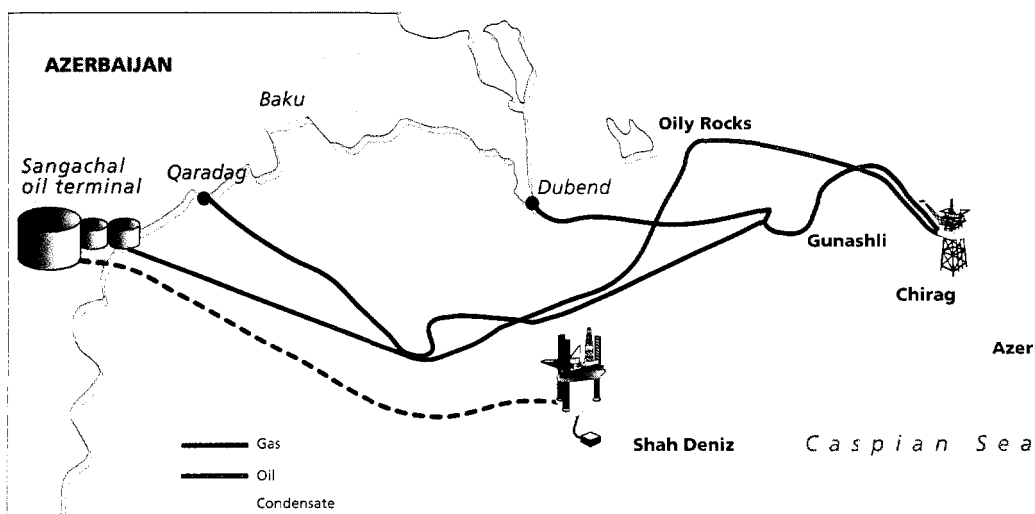 AZERBAIJAN
Baku
Oily Rocks
Sangachal
oil terminal
Qaradag
Dubend
Gunashli
Chirag
Azer
Shah Deniz
Caspian Sea
Gas
Oil
Condensate